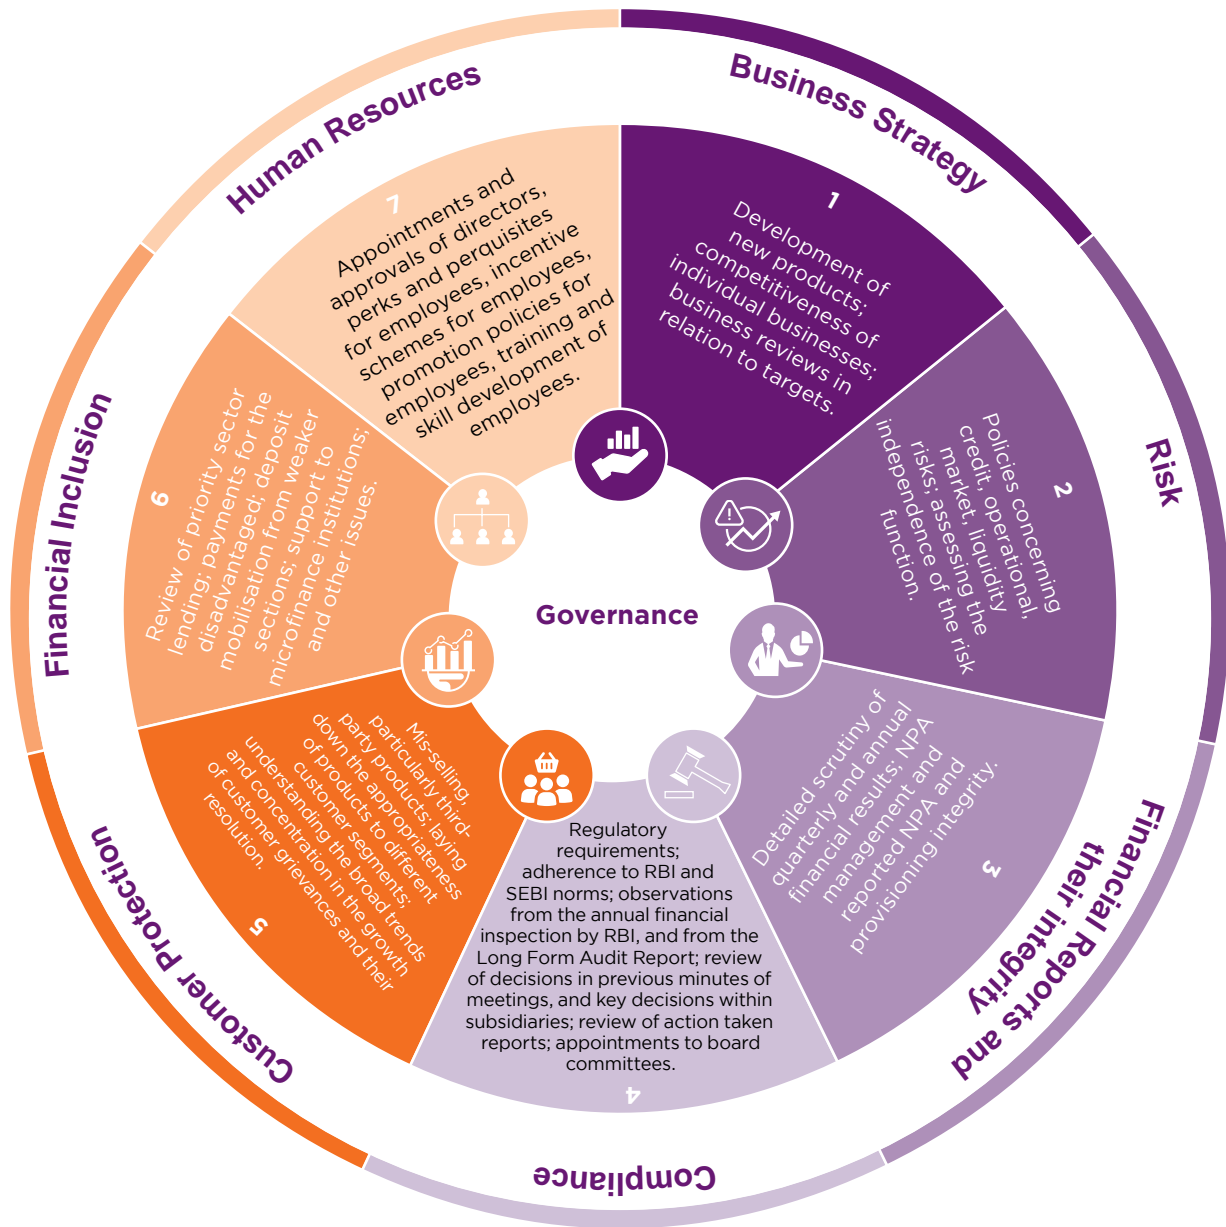 Governance
Business Strategy
1
Development of
new products;
competitiveness of
individual businesses;
business reviews in
relation to targets.
Risk
2
Policies concerning
credit, operational,
market, liquidity
risks; assessing the
independence of the risk
function.
Financial Reports and
their integrity
3
Detailed scrutiny of
quarterly and annual
financial results; NPA
management and
reported NPA and
provisioning integrity.
Compliance
4
Regulatory
requirements;
adherence to RBI and
SEBI norms; observations
from the annual financial
inspection by RBI, and from the
Long Form Audit Report; review
of decisions in previous minutes of
meetings, and key decisions within
subsidiaries; review of action taken
reports; appointments to board
committees.
Customer Protection
5
Mis-selling,
particularly third-
party products; laying
down the appropriateness
of products to different
customer segments;
understanding the broad trends
and concentration in the growth
of customer grievances and their
resolution.
Financial Inclusion
6
Review of priority sector
lending; payments for the
disadvantaged; deposit
mobilisation from weaker
sections; support to
microfinance institutions;
and other issues.
Human Resources
7
Appointments and
approvals of directors,
perks and perquisites
for employees, incentive
schemes for employees,
promotion policies for
employees, training and
skill development of
employees.